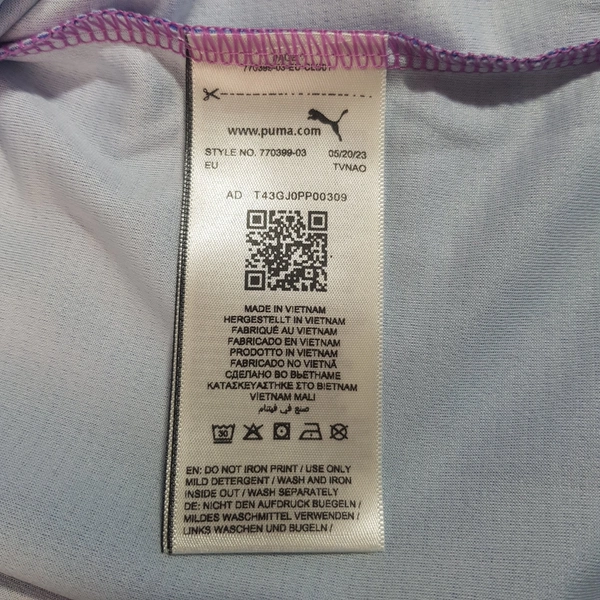 770399-03-EU
www.puma.com
STYLE NO. 770399-03 05/20/23
EU TVNAO
AD T43GJ0PP00309
MADE IN VIETNAM
HERGESTELLT IN VIETNAM
FABRIQUÉ AU VIETNAM
FABRICADO EN VIETNAM
PRODOTTO IN VIETNAM
FABRICADO NO VIETNÃ
СДЕЛАНО ВО ВЬЕТНАМЕ
ΚΑΤΑΣΚΕΥΑΣΤΗΚΕ ΣΤΟ ΒΙΕΤΝΑΜ
VIETNAM MALI
صنع في فيتنام
30
EN: DO NOT IRON PRINT / USE ONLY
MILD DETERGENT / WASH AND IRON
INSIDE OUT / WASH SEPARATELY
DE: NICHT DEN AUFDRUCK BUEGELN /
MILDES WASCHMITTEL VERWENDEN /
LINKS WASCHEN UND BUGELN /